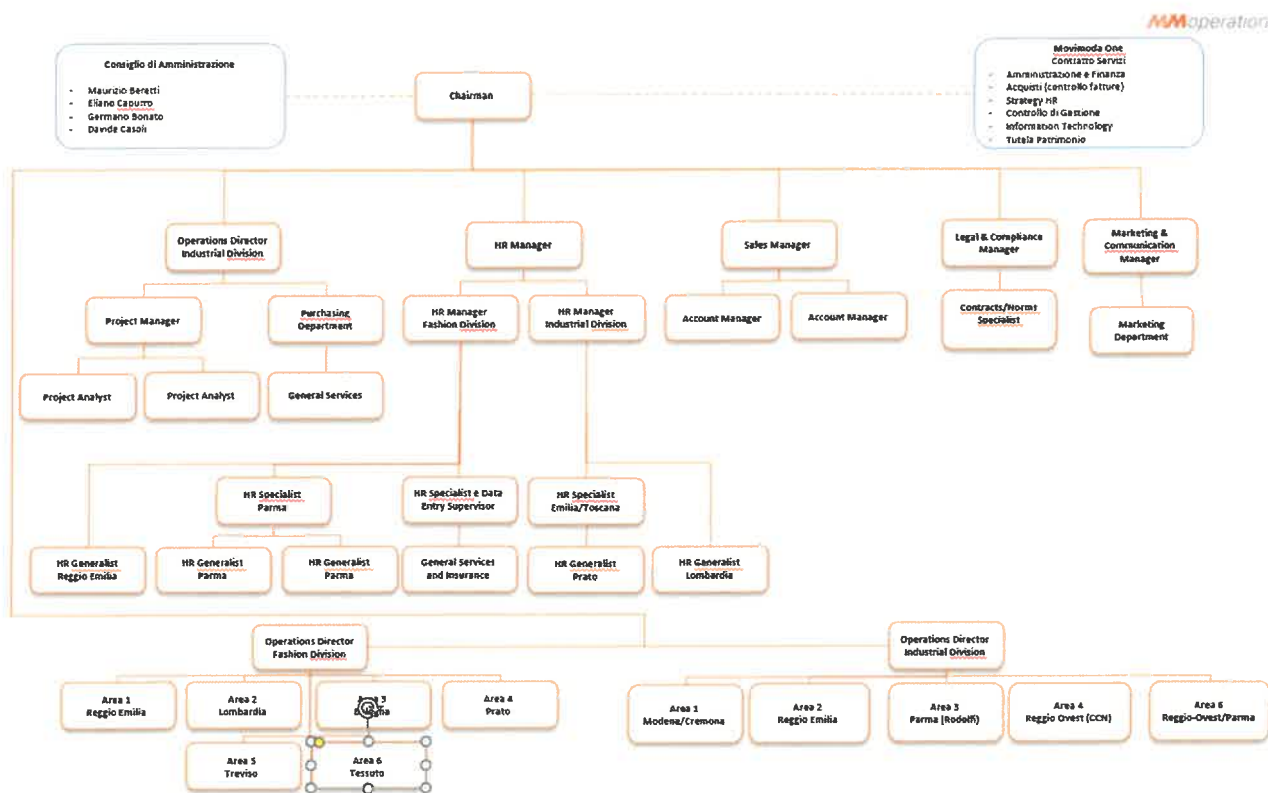 MMoperation
Consiglio di Amministrazione
- Maurizio Beretti
- Eliano Capurro
- Germano Bonato
- Davide Casoli
Chairman
Movimoda One
Contratto Servizi
- Amministrazione e Finanza
- Acquisti (controllo fatture)
- Strategy HR
- Controllo di Gestione
- Information Technology
- Tutela Patrimonio
Operations Director
Industrial Division
HR Manager
Sales Manager
Legal & Compliance
Manager
Marketing &
Communication
Manager
Project Manager
Purchasing
Department
HR Manager
Fashion Division
HR Manager
Industrial Division
Account Manager
Account Manager
Contracts/Norms
Specialist
Marketing
Department
Project Analyst
Project Analyst
General Services
HR Specialist
Parma
HR Specialist e Data
Entry Supervisor
HR Specialist
Emilia/Toscana
HR Generalist
Reggio Emilia
HR Generalist
Parma
HR Generalist
Parma
General Services
and Insurance
HR Generalist
Prato
HR Generalist
Lombardia
Operations Director
Fashion Division
Operations Director
Industrial Division
Area 1
Reggio Emilia
Area 2
Lombardia
Area 3
Area 4
Prato
Area 1
Modena/Cremona
Area 2
Reggio Emilia
Area 3
Parma (Rodolfi)
Area 4
Reggio Ovest (CCN)
Area 6
Reggio-Ovest/Parma
Area 5
Treviso
Area 6
Tessuto